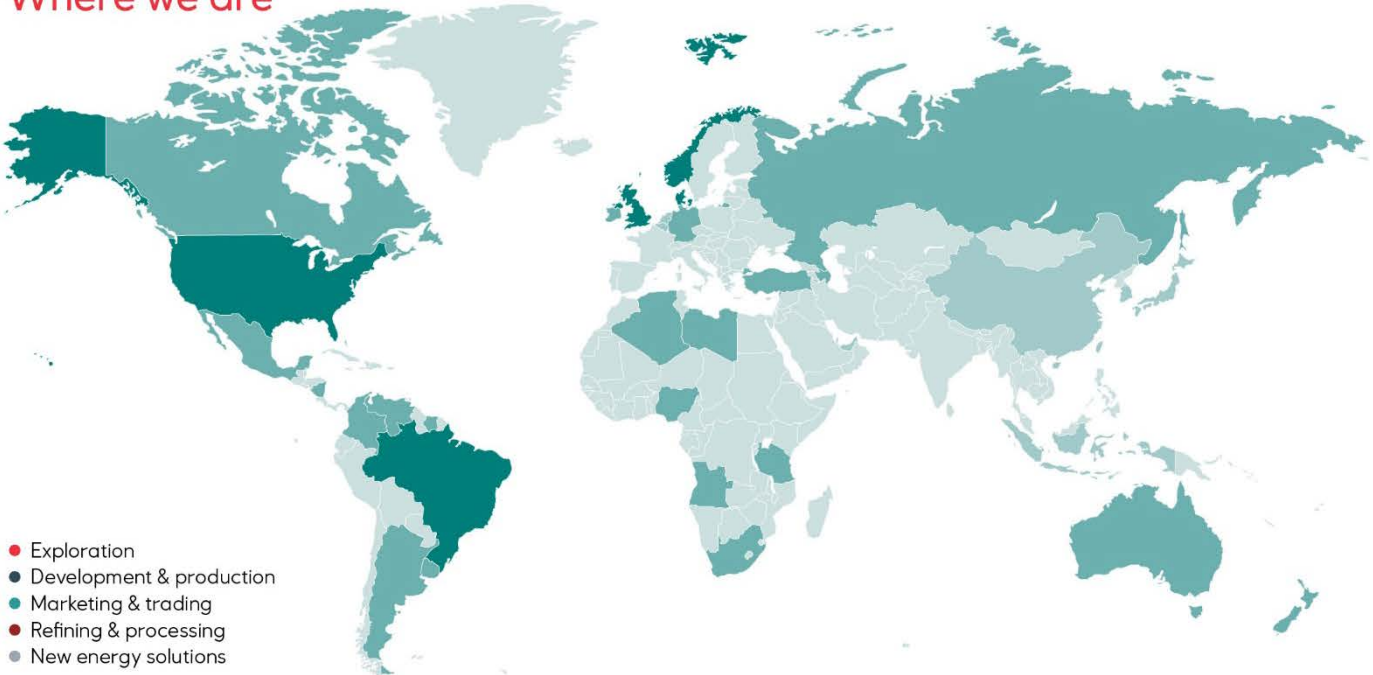 Where we are
Exploration
Development & production
Marketing & trading
Refining & processing
New energy solutions